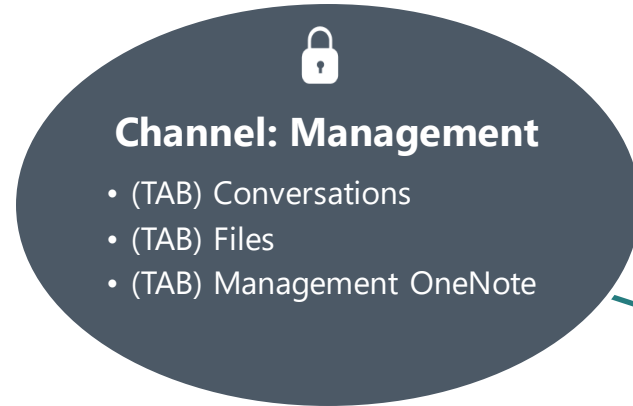 Channel: Management
• (TAB) Conversations
• (TAB) Files
• (TAB) Management OneNote